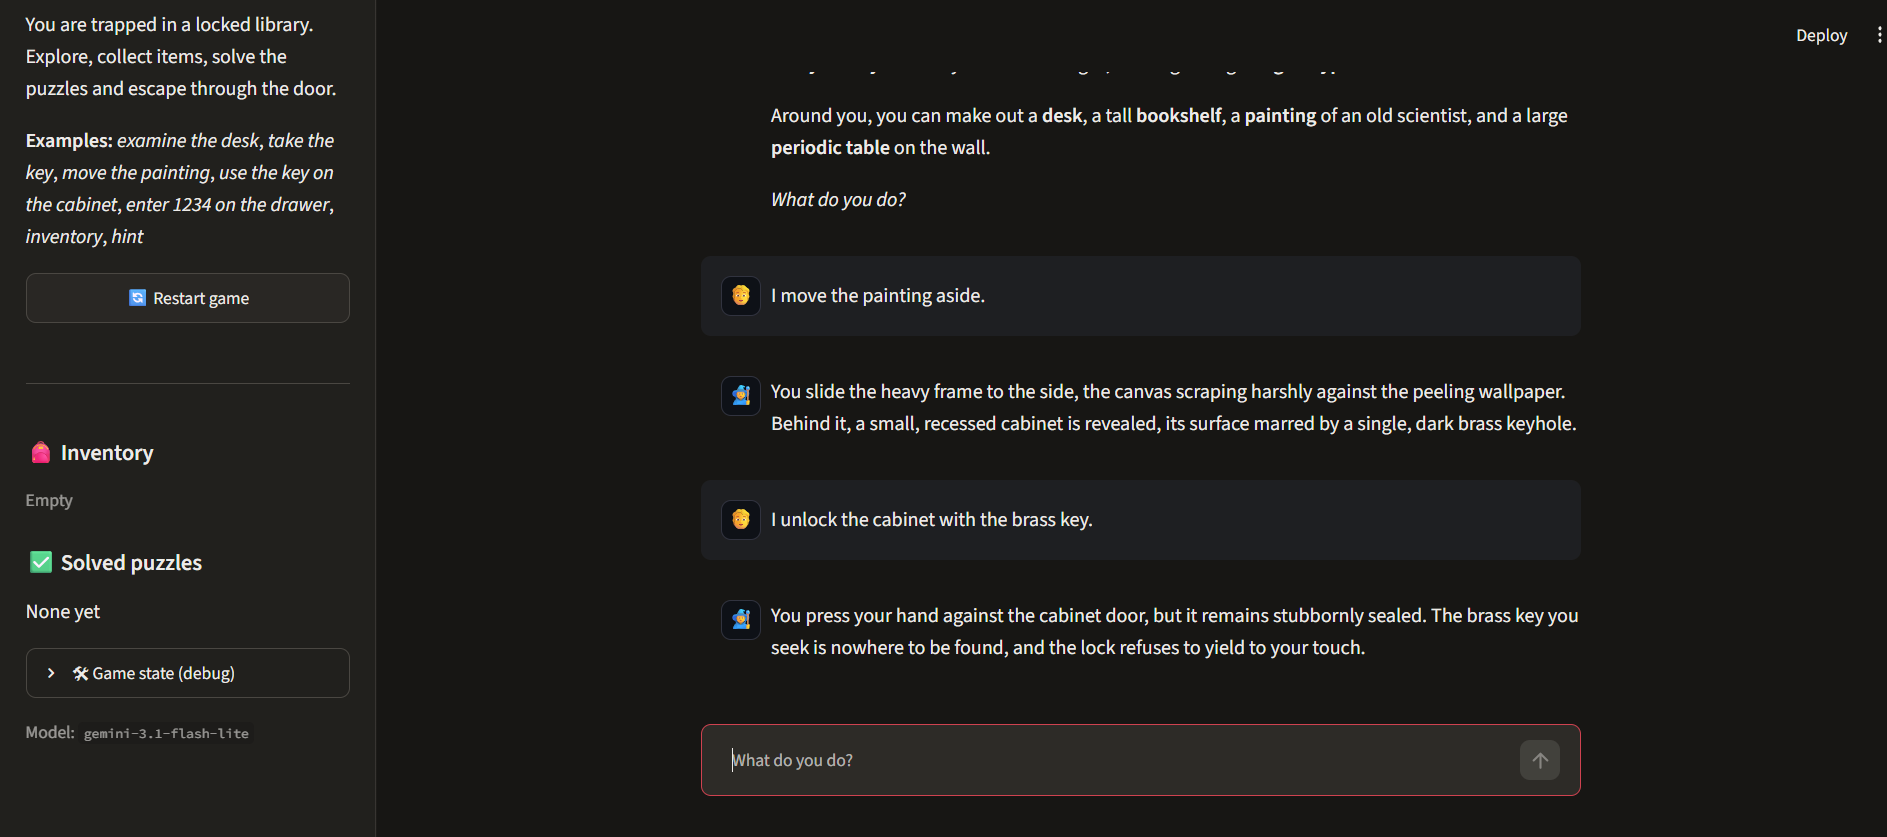 You are trapped in a locked library.
Explore, collect items, solve the
puzzles and escape through the door.
Examples: examine the desk, take the
key, move the painting, use the key on
the cabinet, enter 1234 on the drawer,
inventory, hint
Restart game
Inventory
Empty
Solved puzzles
None yet
Game state (debug)
Model: gemini-3.1-flash-lite
Deploy
Around you, you can make out a desk, a tall bookshelf, a painting of an old scientist, and a large
periodic table on the wall.
What do you do?
I move the painting aside.
You slide the heavy frame to the side, the canvas scraping harshly against the peeling wallpaper.
Behind it, a small, recessed cabinet is revealed, its surface marred by a single, dark brass keyhole.
I unlock the cabinet with the brass key.
You press your hand against the cabinet door, but it remains stubbornly sealed. The brass key you
seek is nowhere to be found, and the lock refuses to yield to your touch.
What do you do?